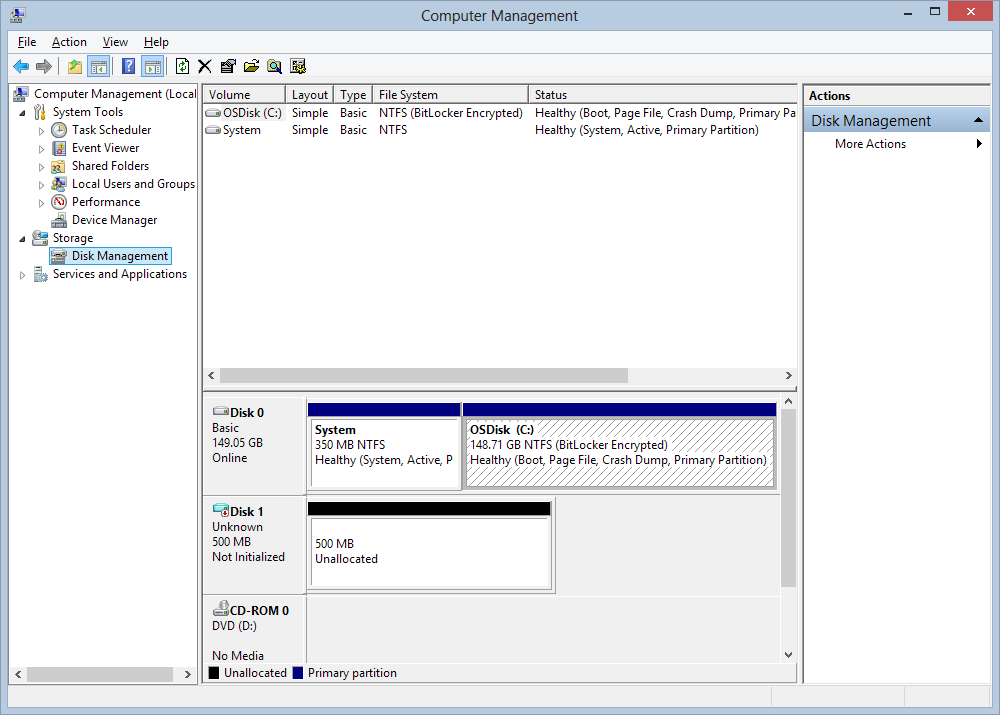 Computer Management
File Action View Help
Computer Management (Local
System Tools
Task Scheduler
Event Viewer
Shared Folders
Local Users and Groups
Performance
Device Manager
Storage
Disk Management
Services and Applications
Volume Layout Type File System Status
OSDisk (C:) Simple Basic NTFS (BitLocker Encrypted) Healthy (Boot, Page File, Crash Dump, Primary Pa
System Simple Basic NTFS Healthy (System, Active, Primary Partition)
Disk 0
Basic
149.05 GB
Online
System
350 MB NTFS
Healthy (System, Active, P
OSDisk (C:)
148.71 GB NTFS (BitLocker Encrypted)
Healthy (Boot, Page File, Crash Dump, Primary Partition)
Disk 1
Unknown
500 MB
Not Initialized
500 MB
Unallocated
CD-ROM 0
DVD (D:)
No Media
Unallocated Primary partition
Actions
Disk Management
More Actions